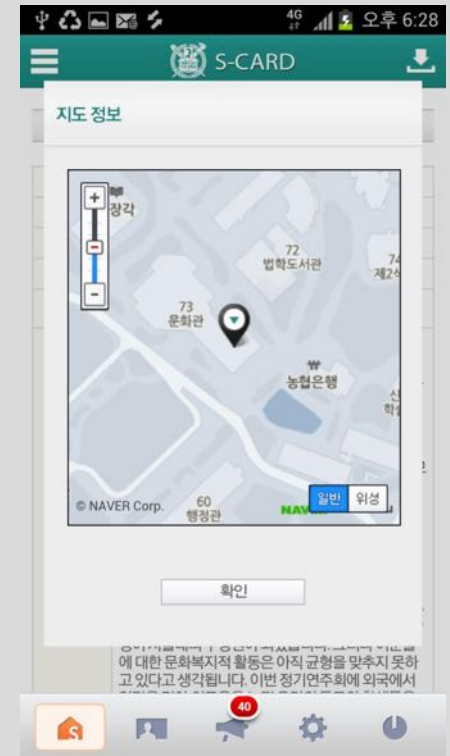 4G
오후 6:28
S-CARD
지도 정보
장각
72
법학도서관
74
73
문화관
농협은행
© NAVER Corp.
60
행정관
일반
위성
확인
에 대한 문화복지적 활동은 아직 균형을 맞추지 못하
고 있다고 생각됩니다. 이번 정기연주회에 외국에서
40